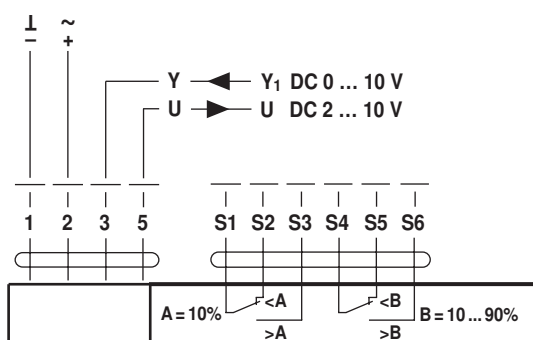 ⊥ ~
− +
Y Y₁ DC 0 ... 10 V
U U DC 2 ... 10 V
1 2 3 5 S1 S2 S3 S4 S5 S6
<A <B
A = 10% B = 10 ... 90%
>A >B